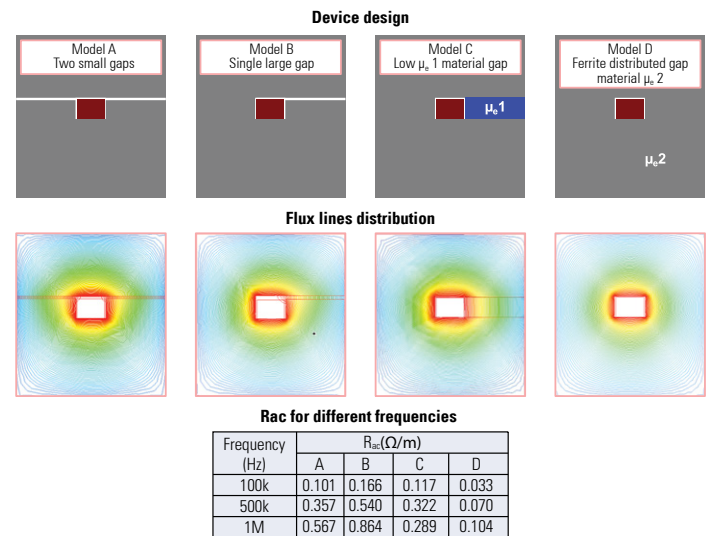 Device design
Model A
Two small gaps
Model B
Single large gap
Model C
Low µe 1 material gap
Model D
Ferrite distributed gap
material µe 2
µe1
µe2
Flux lines distribution
Rac for different frequencies
Frequency (Hz) Rac(Ω/m)
A B C D
100k 0.101 0.166 0.117 0.033
500k 0.357 0.540 0.322 0.070
1M 0.567 0.864 0.289 0.104